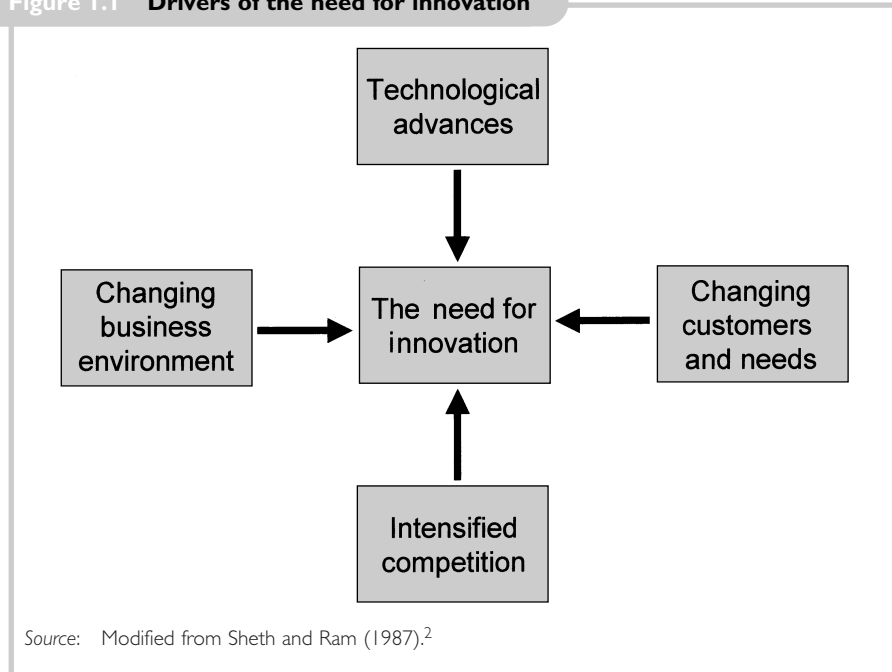 Figure 1.1 Drivers of the need for innovation
Technological
advances
Changing
business
environment
The need for
innovation
Changing
customers
and needs
Intensified
competition
Source: Modified from Sheth and Ram (1987).2